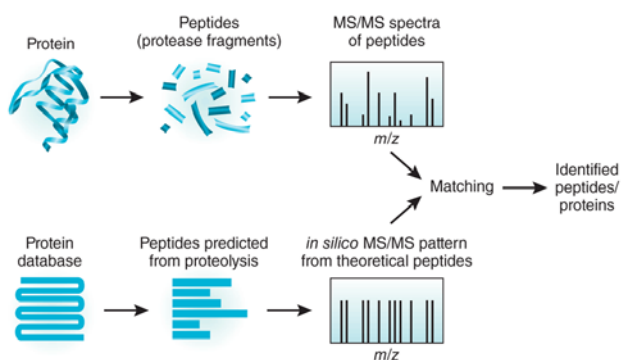 Protein
Peptides
(protease fragments)
MS/MS spectra
of peptides
m/z
Matching
Identified
peptides/
proteins
Protein
database
Peptides predicted
from proteolysis
in silico MS/MS pattern
from theoretical peptides
m/z